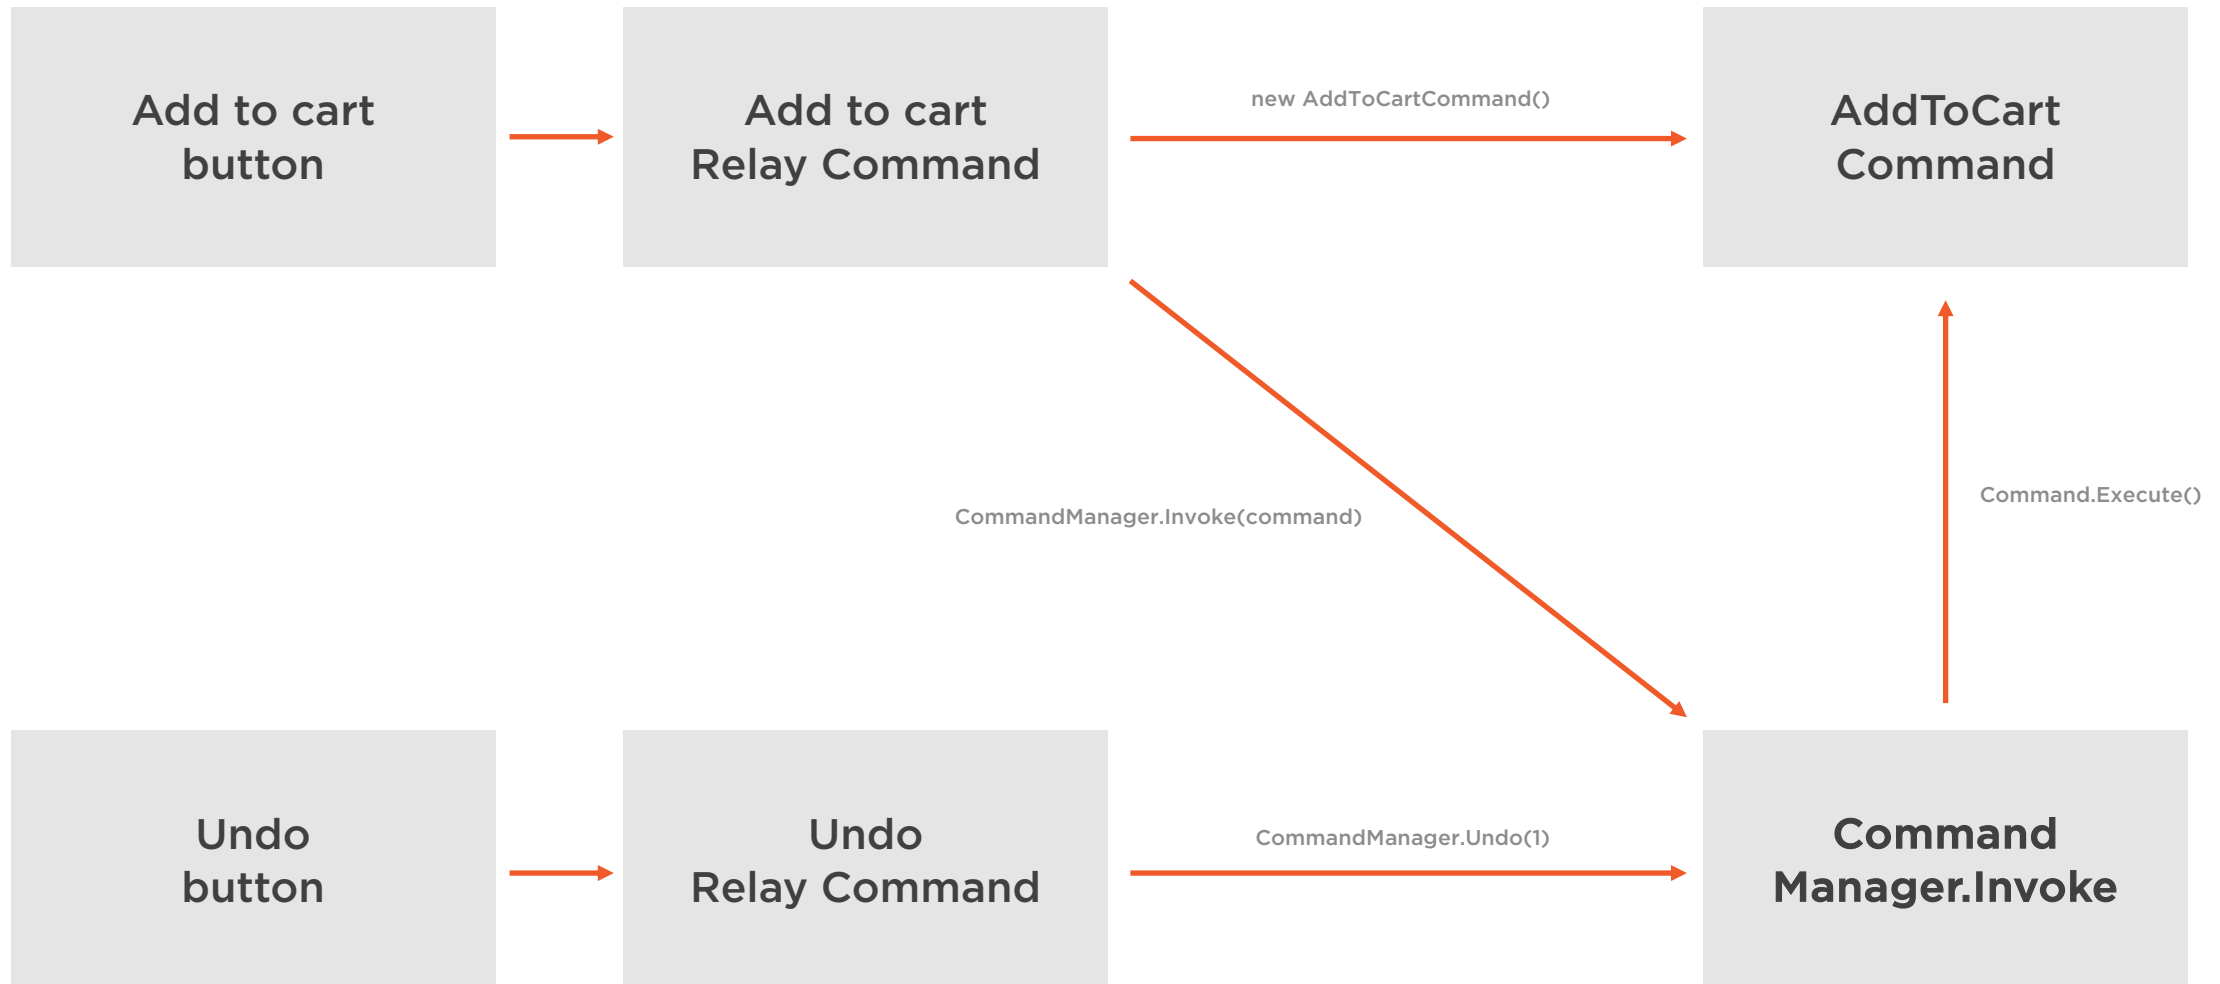 Add to cart
button
Add to cart
Relay Command
new AddToCartCommand()
AddToCart
Command
CommandManager.Invoke(command)
Command.Execute()
Undo
button
Undo
Relay Command
CommandManager.Undo(1)
Command
Manager.Invoke